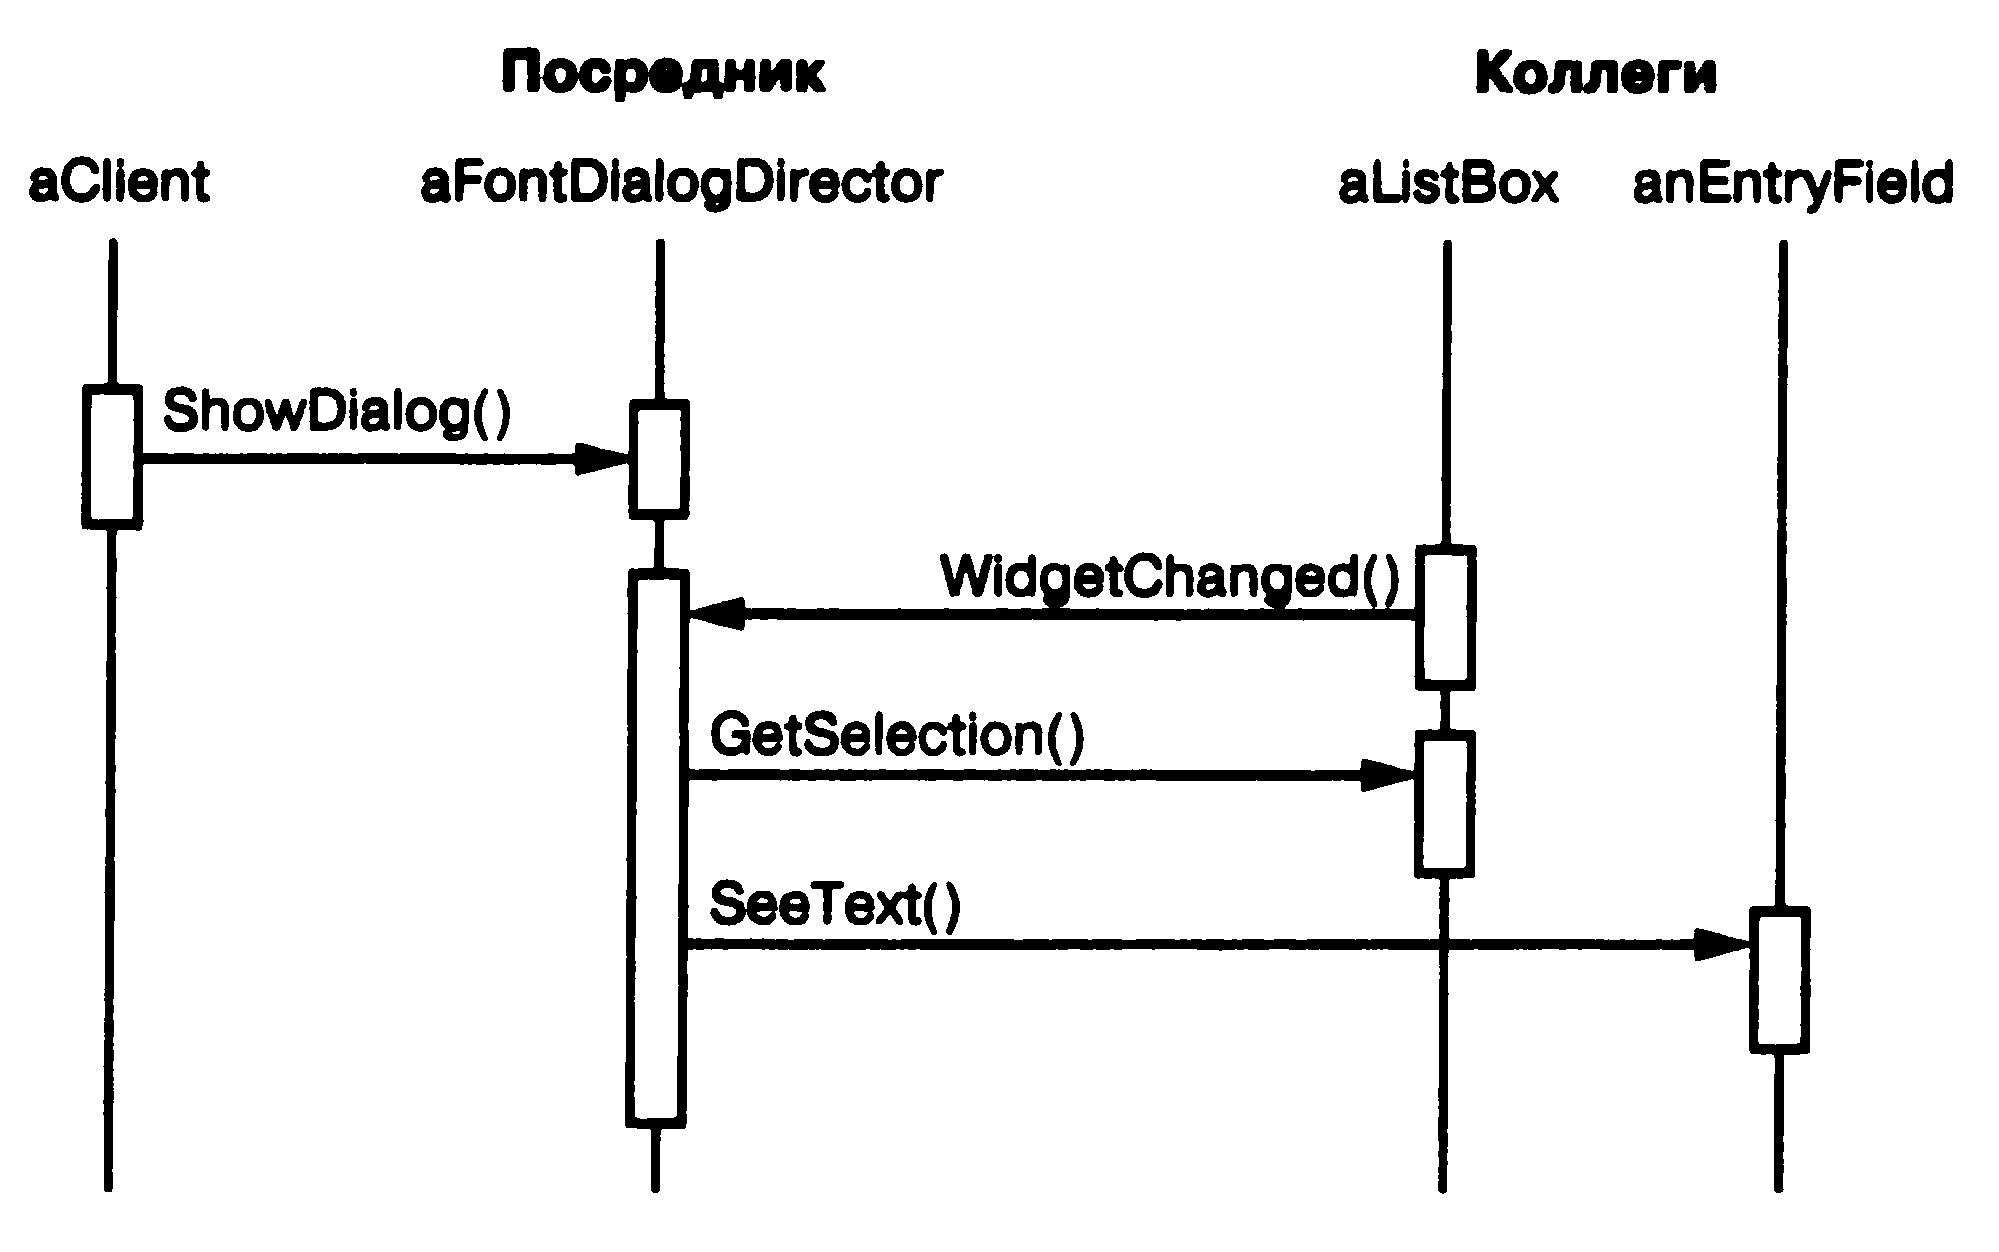 Посредник Коллеги
aClient aFontDialogDirector aListBox anEntryField
ShowDialog()
WidgetChanged()
GetSelection()
SeeText()